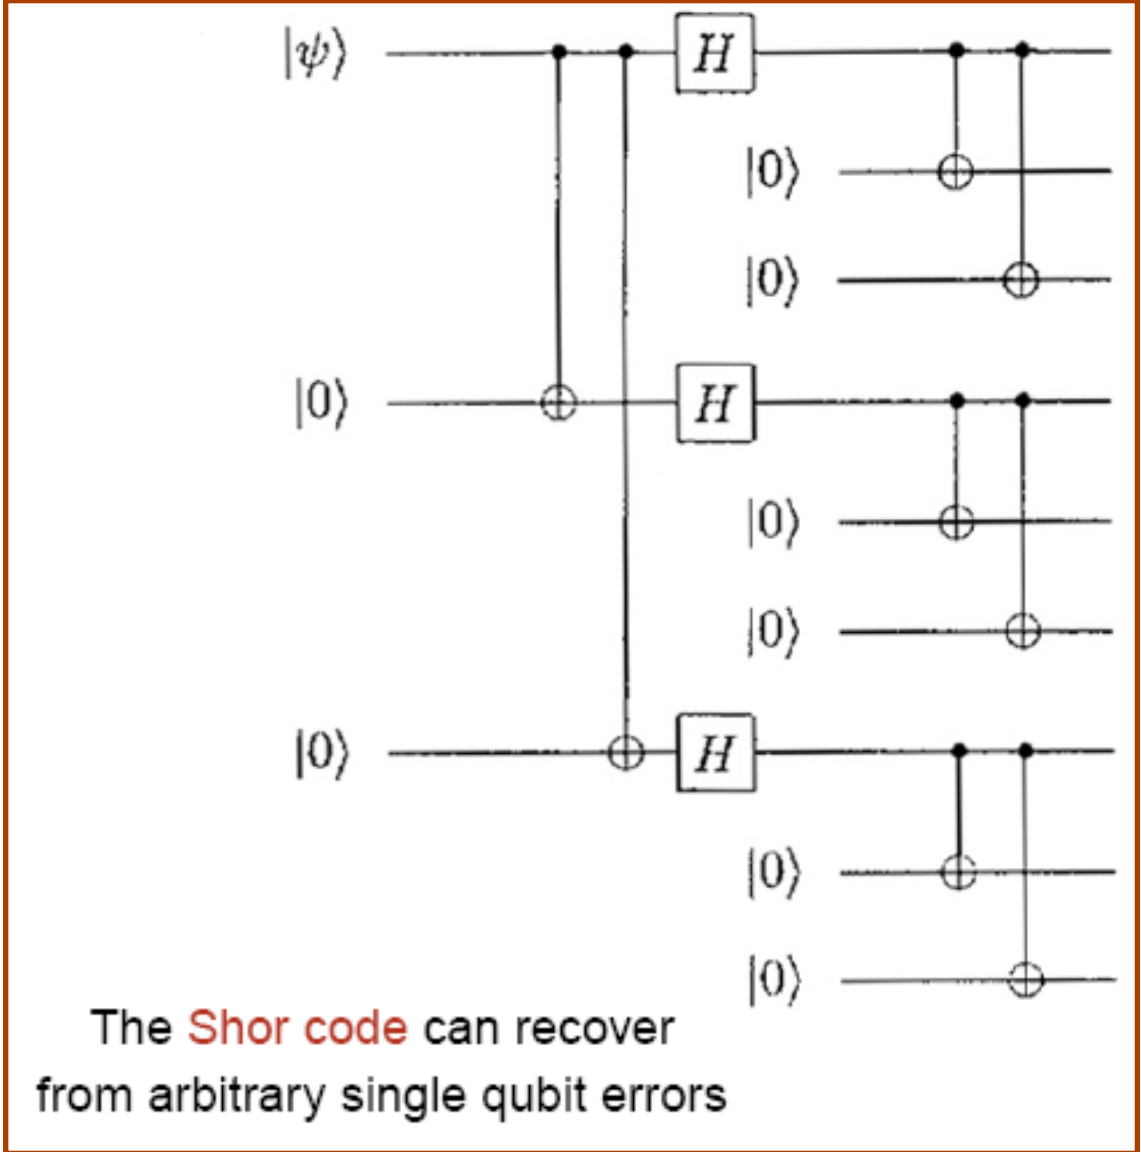 |ψ⟩
H
|0⟩
|0⟩
|0⟩
H
|0⟩
|0⟩
|0⟩
H
|0⟩
|0⟩
The Shor code can recover
from arbitrary single qubit errors